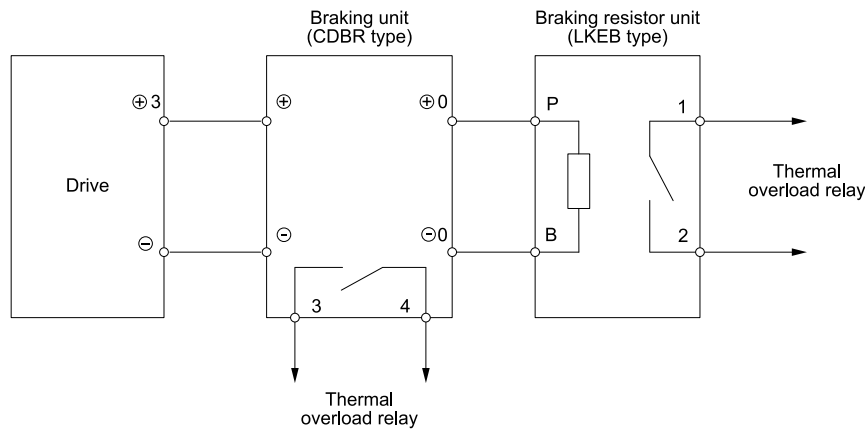 Braking unit
(CDBR type)
Braking resistor unit
(LKEB type)
⊕ 3
⊕
⊕ 0
P
1
Drive
Thermal
overload relay
⊖
⊖
⊖ 0
B
2
3
4
Thermal
overload relay